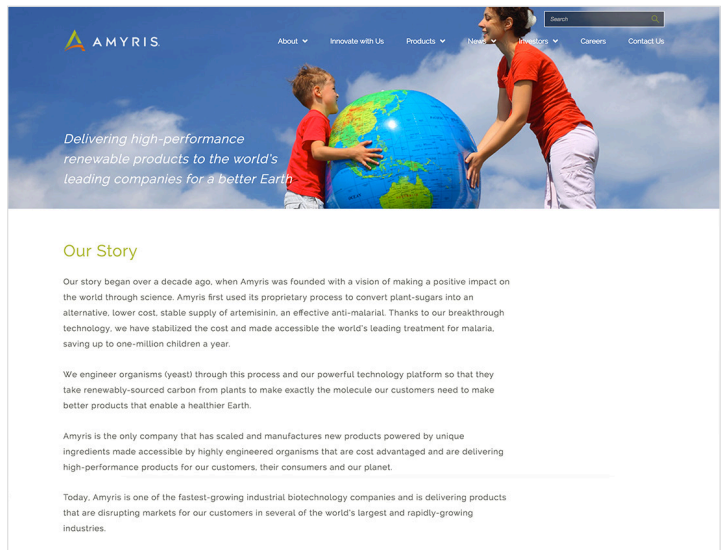 Search
AMYRIS
About
Innovate with Us
Products
News
Investors
Careers
Contact Us
Delivering high-performance
renewable products to the world's
leading companies for a better Earth
Our Story
Our story began over a decade ago, when Amyris was founded with a vision of making a positive impact on
the world through science. Amyris first used its proprietary process to convert plant-sugars into an
alternative, lower cost, stable supply of artemisinin, an effective anti-malarial. Thanks to our breakthrough
technology, we have stabilized the cost and made accessible the world's leading treatment for malaria,
saving up to one-million children a year.
We engineer organisms (yeast) through this process and our powerful technology platform so that they
take renewably-sourced carbon from plants to make exactly the molecule our customers need to make
better products that enable a healthier Earth.
Amyris is the only company that has scaled and manufactures new products powered by unique
ingredients made accessible by highly engineered organisms that are cost advantaged and are delivering
high-performance products for our customers, their consumers and our planet.
Today, Amyris is one of the fastest-growing industrial biotechnology companies and is delivering products
that are disrupting markets for our customers in several of the world's largest and rapidly-growing
industries.